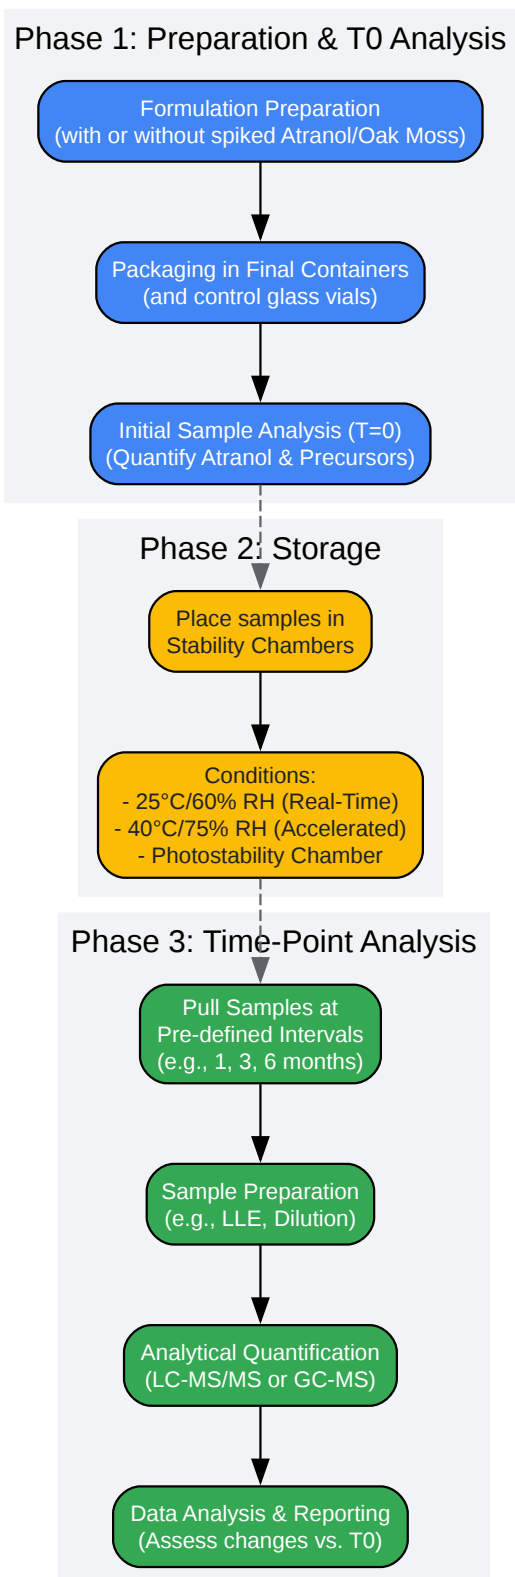 Phase 1: Preparation & T0 Analysis
Formulation Preparation
(with or without spiked Atranol/Oak Moss)
Packaging in Final Containers
(and control glass vials)
Initial Sample Analysis (T=0)
(Quantify Atranol & Precursors)
Phase 2: Storage
Place samples in
Stability Chambers
Conditions:
- 25°C/60% RH (Real-Time)
- 40°C/75% RH (Accelerated)
- Photostability Chamber
Phase 3: Time-Point Analysis
Pull Samples at
Pre-defined Intervals
(e.g., 1, 3, 6 months)
Sample Preparation
(e.g., LLE, Dilution)
Analytical Quantification
(LC-MS/MS or GC-MS)
Data Analysis & Reporting
(Assess changes vs. T0)